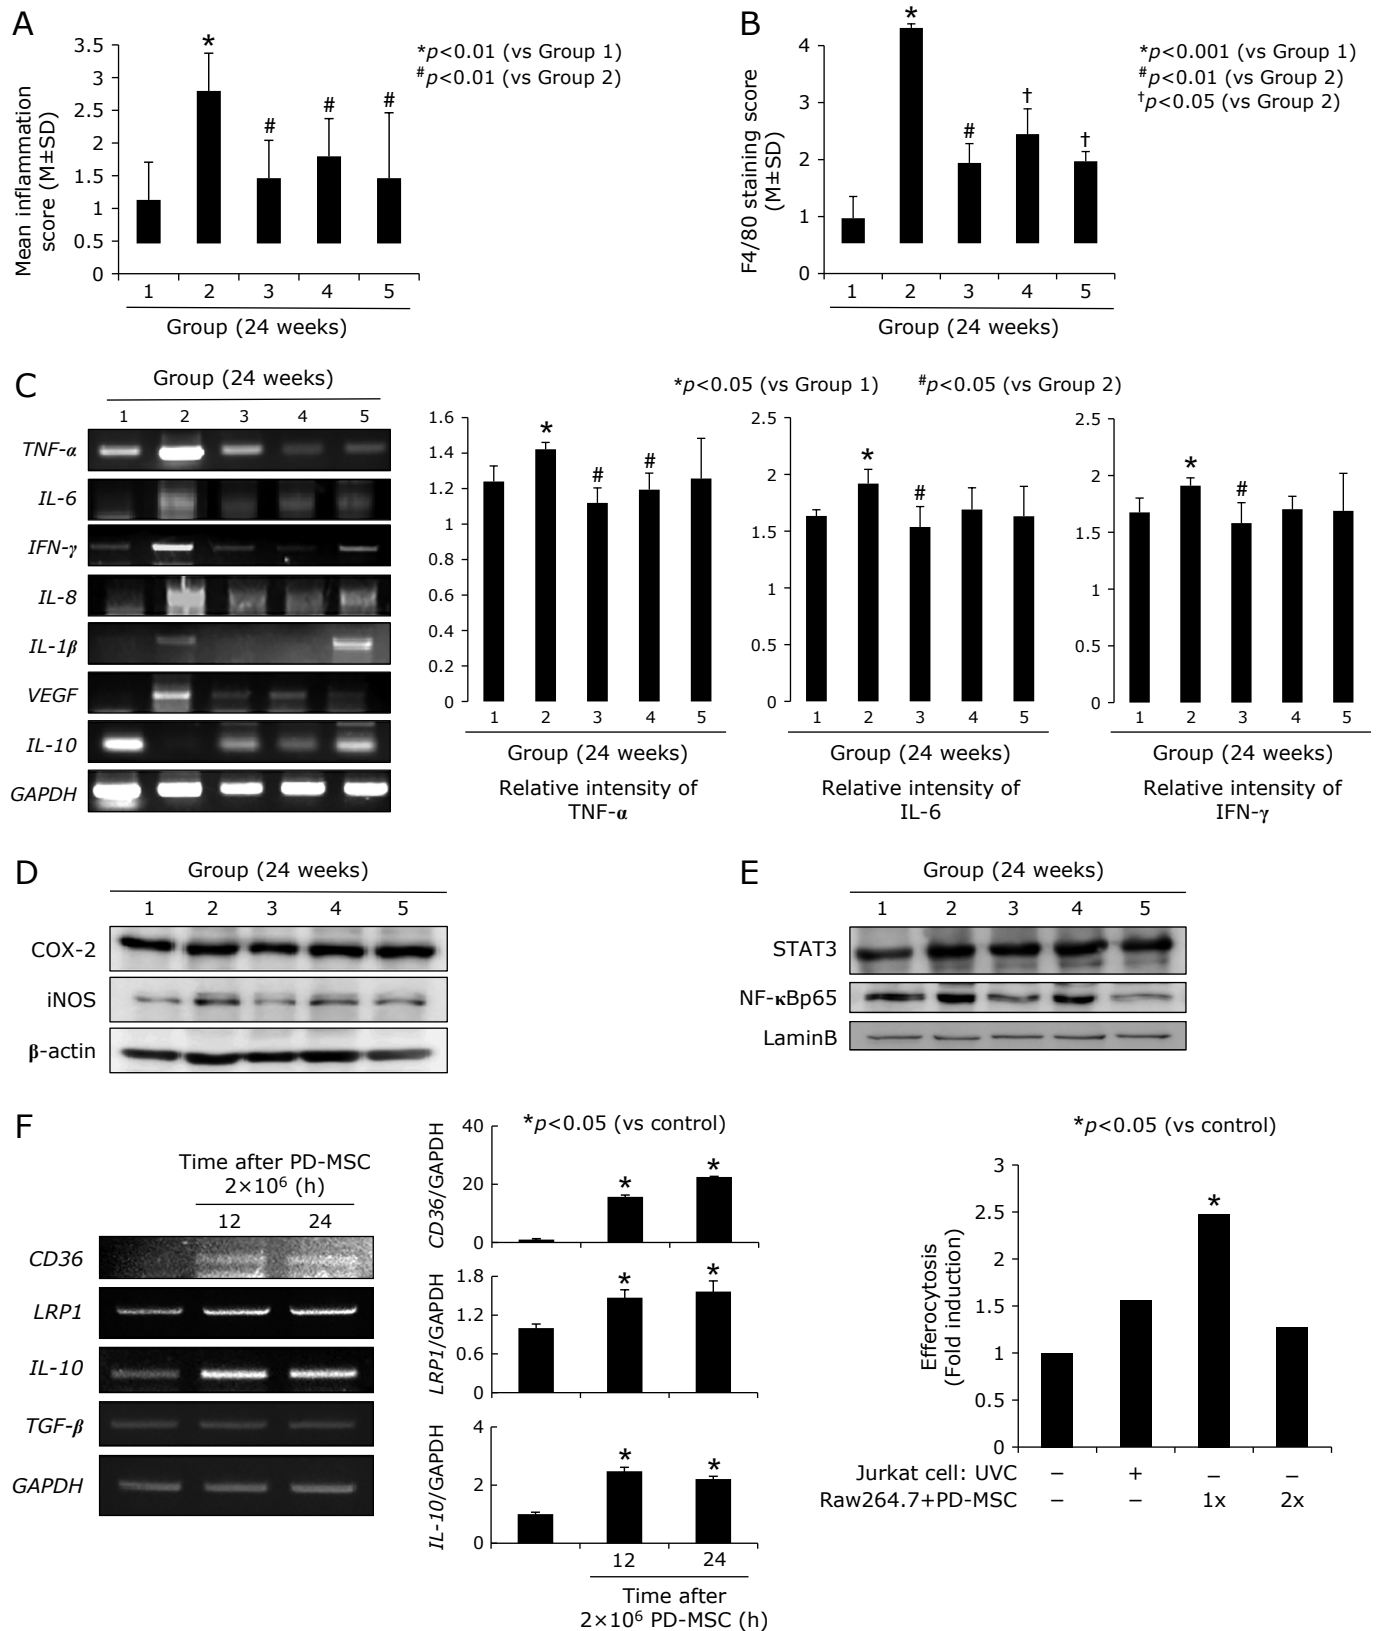 A
3.5
3
2.5
2
1.5
1
0.5
0
Mean inflammation
score (M±SD)
*
#
#
#
*p<0.01 (vs Group 1)
#p<0.01 (vs Group 2)
1 2 3 4 5
Group (24 weeks)
B
4
3
2
4
0
F4/80 staining score
(M±SD)
*
#
†
†
*p<0.001 (vs Group 1)
#p<0.01 (vs Group 2)
†p<0.05 (vs Group 2)
1 2 3 4 5
Group (24 weeks)
C
Group (24 weeks)
1 2 3 4 5
TNF-α
IL-6
IFN-γ
IL-8
IL-1β
VEGF
IL-10
GAPDH
*p<0.05 (vs Group 1) #p<0.05 (vs Group 2)
1.6
1.4
1.2
1
0.8
0.6
0.4
0.2
0
*
#
#
1 2 3 4 5
Group (24 weeks)
Relative intensity of
TNF-α
2.5
2
1.5
1
0.5
0
*
#
1 2 3 4 5
Group (24 weeks)
Relative intensity of
IL-6
2.5
2
1.5
1
0.5
0
*
#
1 2 3 4 5
Group (24 weeks)
Relative intensity of
IFN-γ
D
Group (24 weeks)
1 2 3 4 5
COX-2
iNOS
β-actin
E
Group (24 weeks)
1 2 3 4 5
STAT3
NF-κBp65
LaminB
F
Time after PD-MSC
2×10⁶ (h)
12 24
CD36
LRP1
IL-10
TGF-β
GAPDH
*p<0.05 (vs control)
40
20
0
CD36/GAPDH
*
*
1.8
1.2
0.6
0
LRP1/GAPDH
*
*
4
2
0
IL-10/GAPDH
*
*
12 24
Time after
2×10⁶ PD-MSC (h)
*p<0.05 (vs control)
3
2.5
2
1.5
1
0.5
0
Efferocytosis
(Fold induction)
*
Jurkat cell: UVC − + − −
Raw264.7+PD-MSC − − 1x 2x